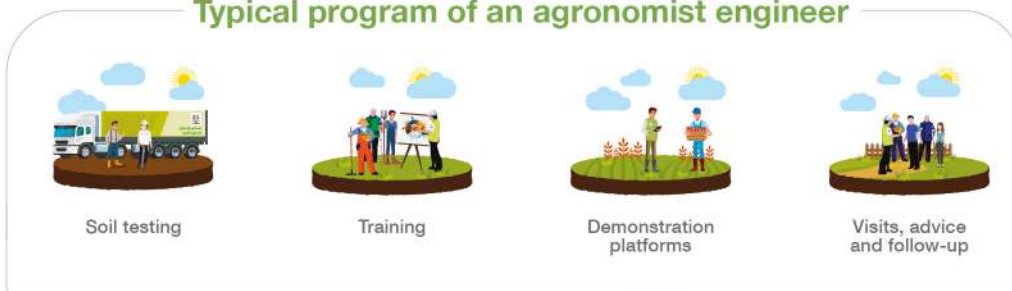 Typical program of an agronomist engineer
Soil testing
Training
Demonstration
platforms
Visits, advice
and follow-up